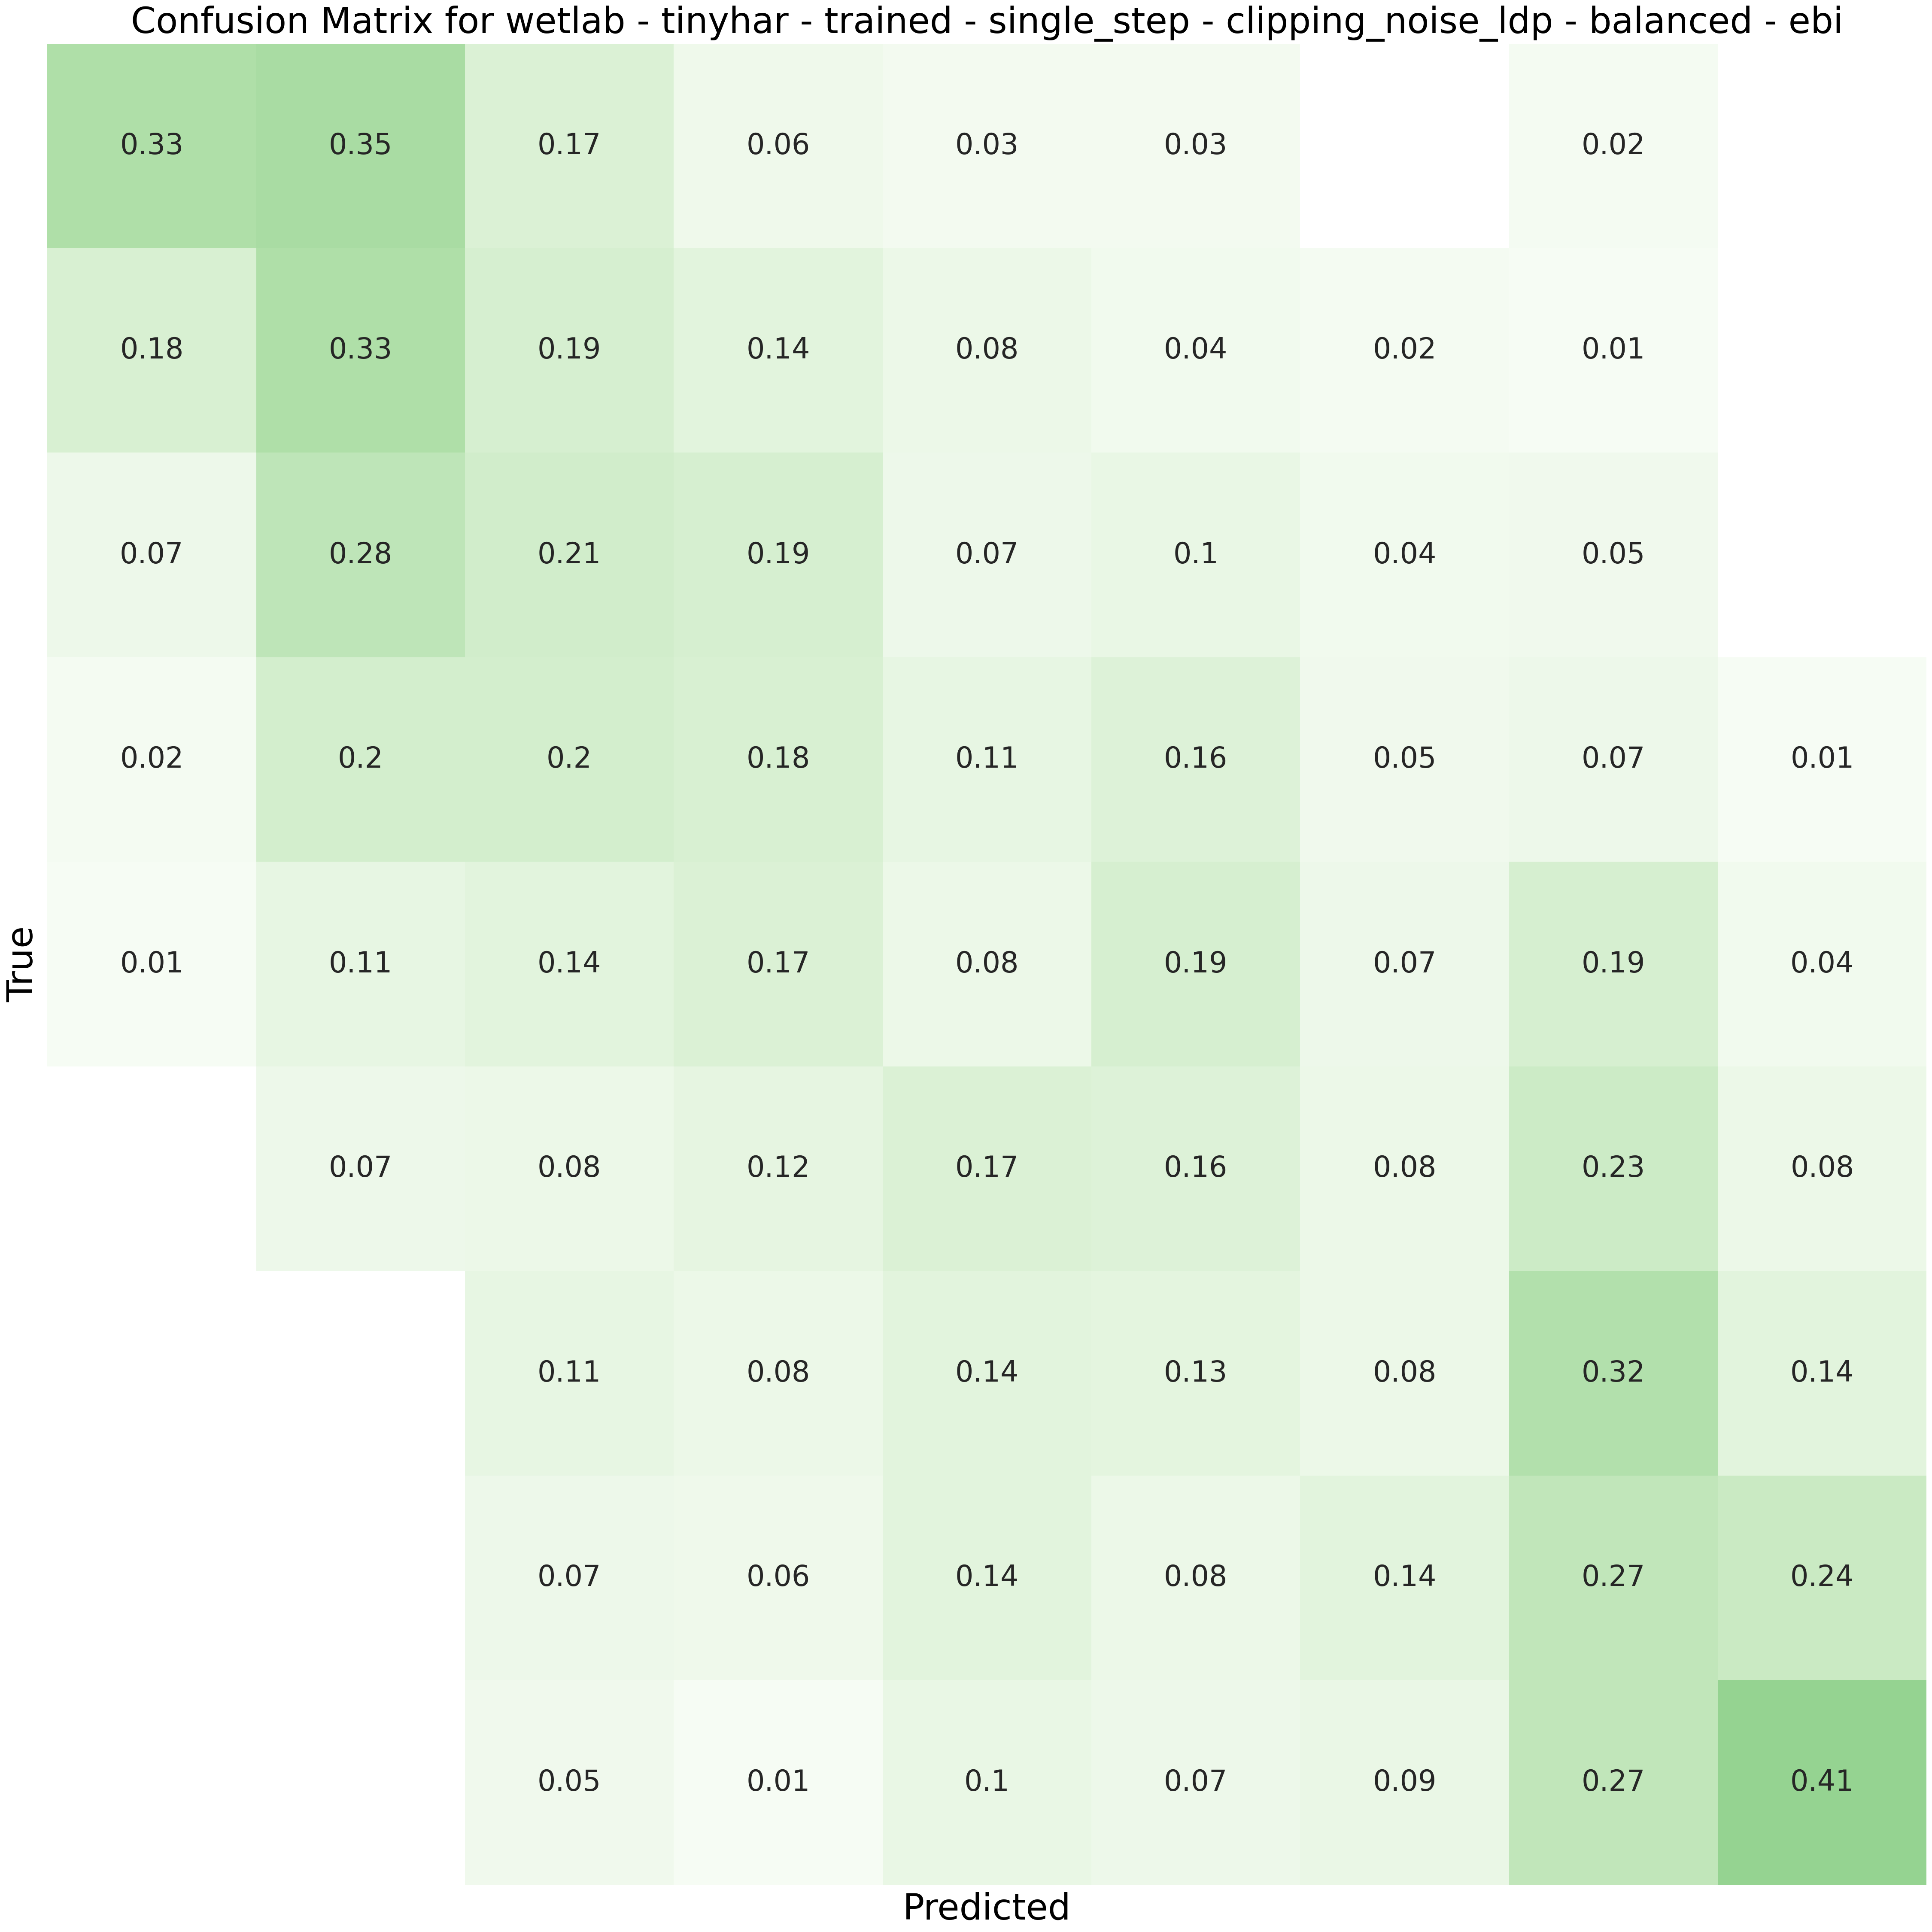 Confusion Matrix for wetlab - tinyhar - trained - single_step - clipping_noise_ldp - balanced - ebi
0.33 0.35 0.17 0.06 0.03 0.03 0.02
0.18 0.33 0.19 0.14 0.08 0.04 0.02 0.01
0.07 0.28 0.21 0.19 0.07 0.1 0.04 0.05
0.02 0.2 0.2 0.18 0.11 0.16 0.05 0.07 0.01
True
0.01 0.11 0.14 0.17 0.08 0.19 0.07 0.19 0.04
0.07 0.08 0.12 0.17 0.16 0.08 0.23 0.08
0.11 0.08 0.14 0.13 0.08 0.32 0.14
0.07 0.06 0.14 0.08 0.14 0.27 0.24
0.05 0.01 0.1 0.07 0.09 0.27 0.41
Predicted